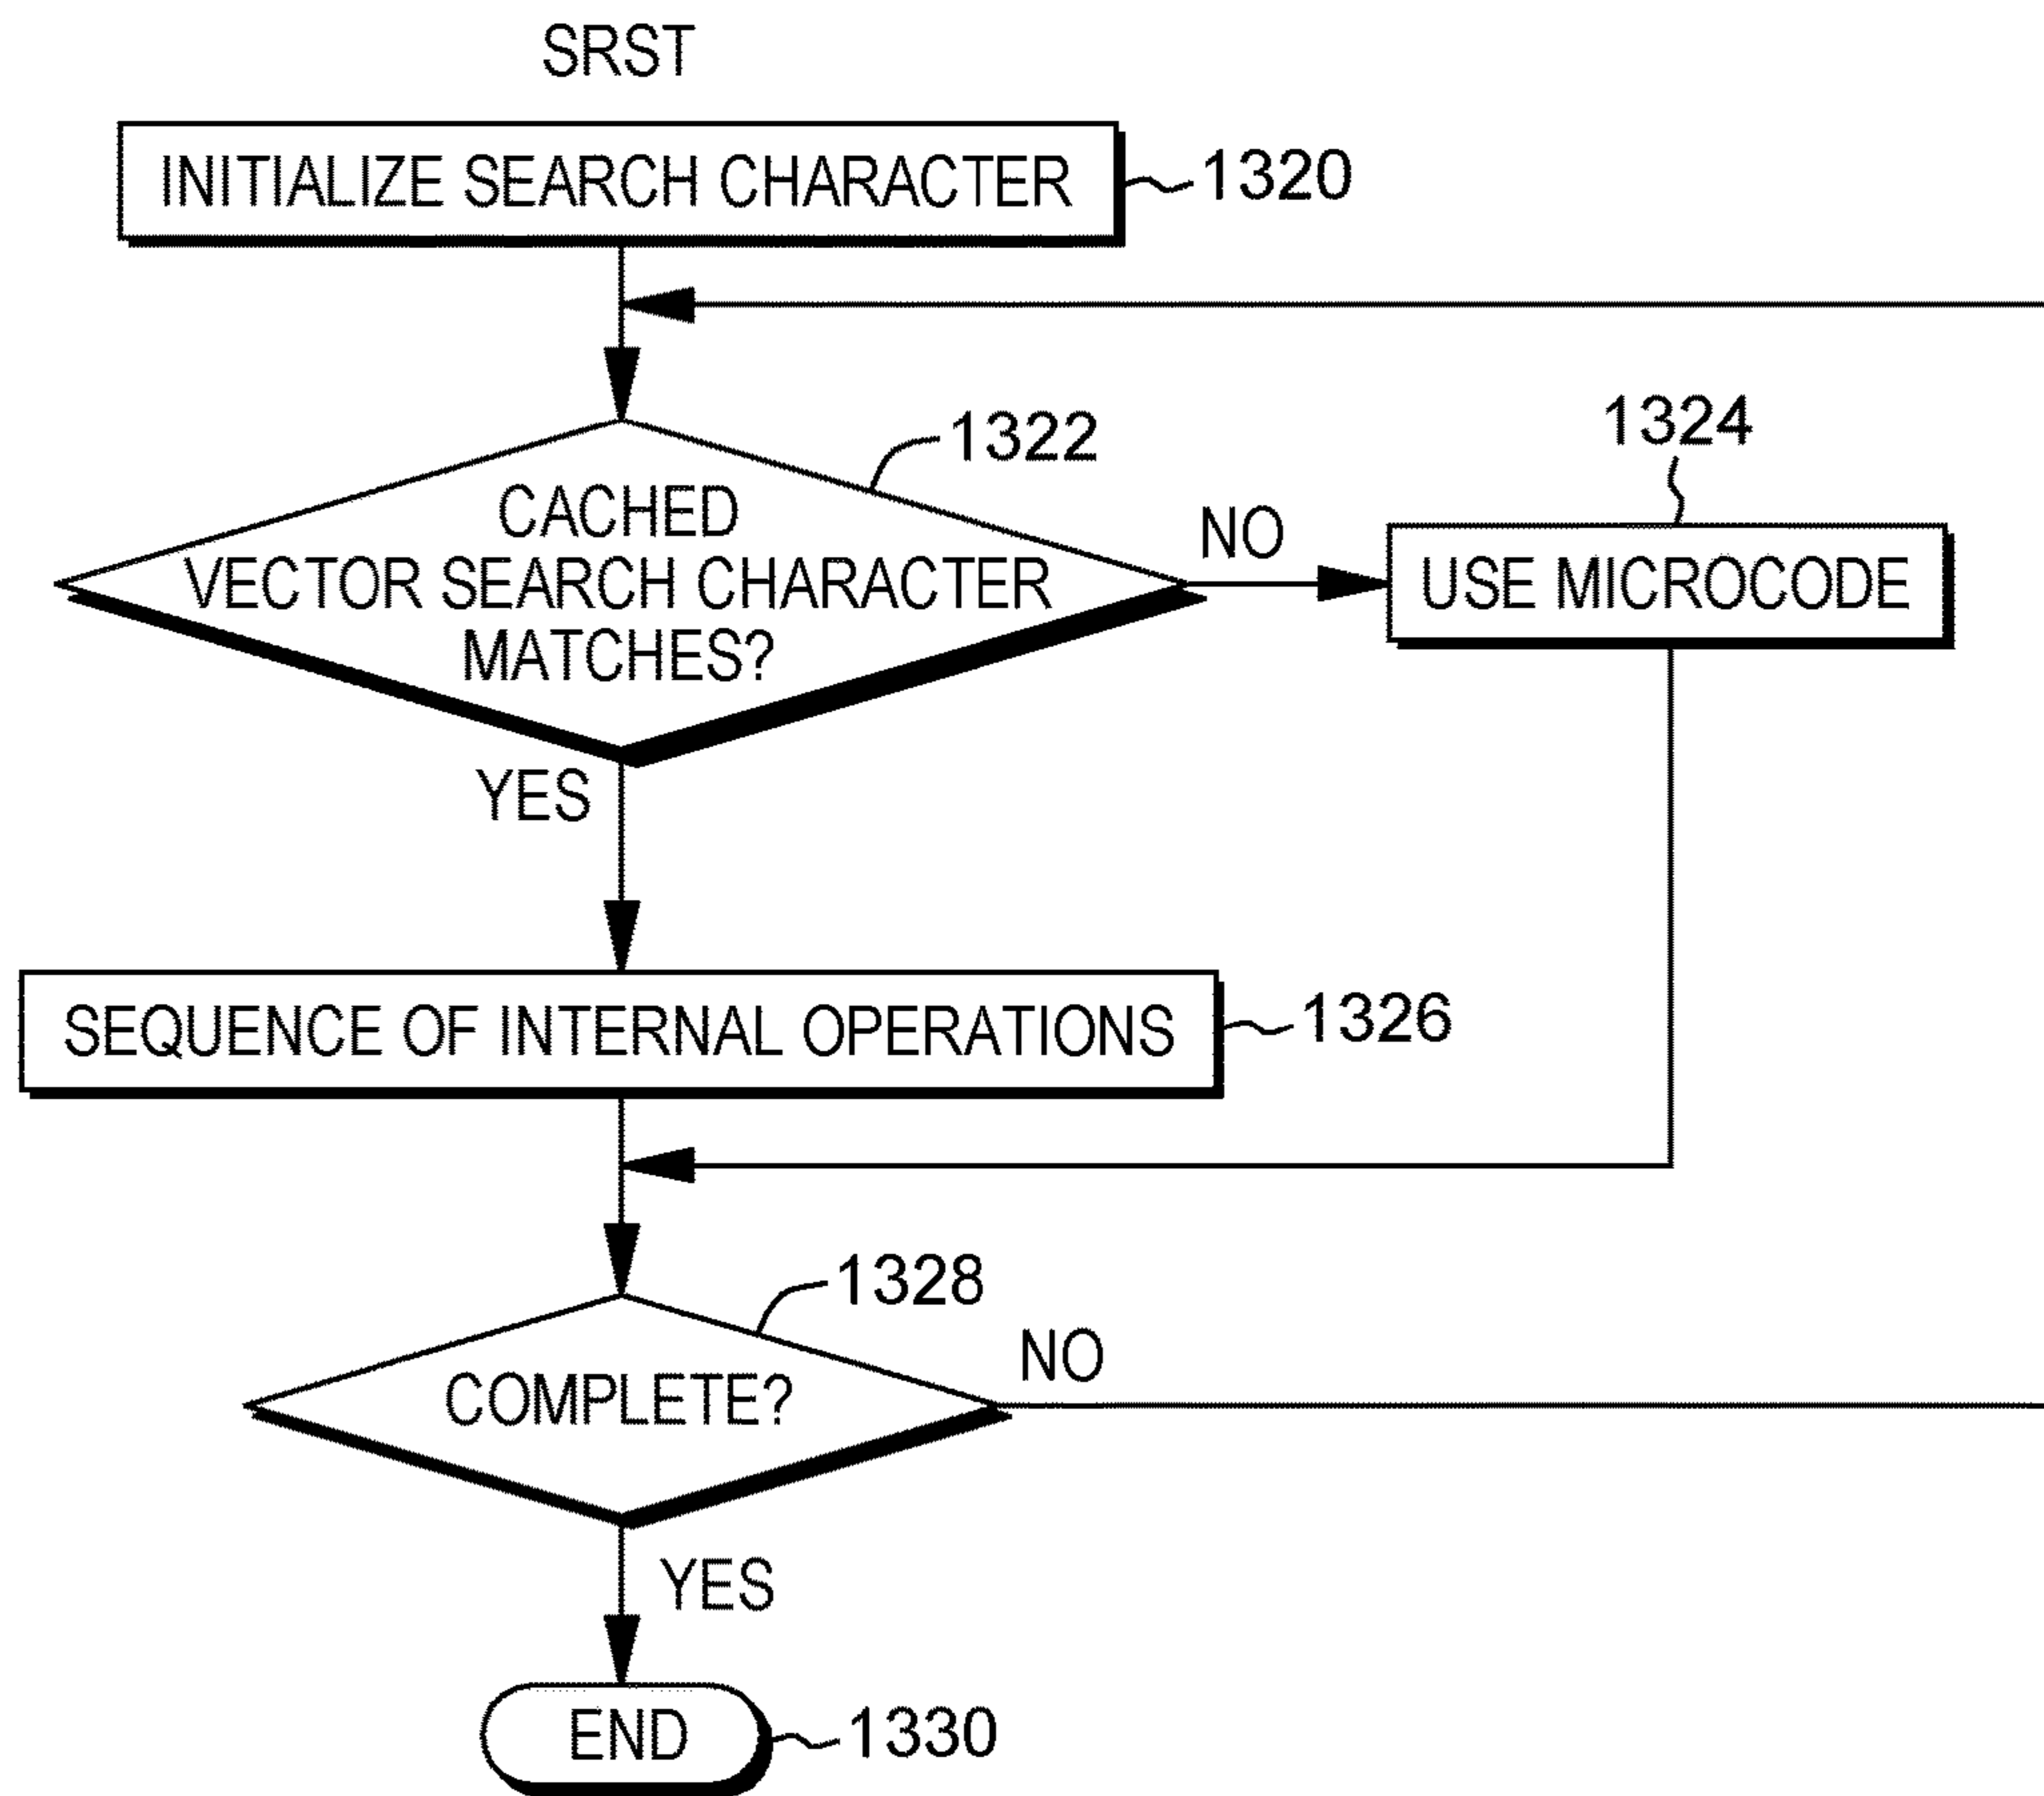 SRST
INITIALIZE SEARCH CHARACTER
1320
1322
CACHED
VECTOR SEARCH CHARACTER
MATCHES?
NO
1324
USE MICROCODE
YES
SEQUENCE OF INTERNAL OPERATIONS
1326
1328
COMPLETE?
NO
YES
END
1330